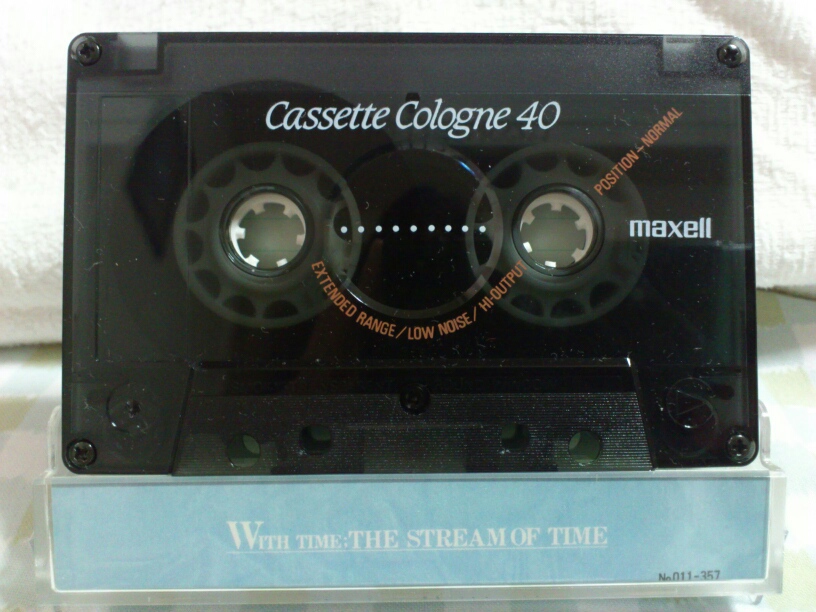 Cassette Cologne 40
POSITION – NORMAL
maxell
EXTENDED RANGE / LOW NOISE / HI-OUTPUT
WITH TIME:THE STREAM OF TIME
No.011-357